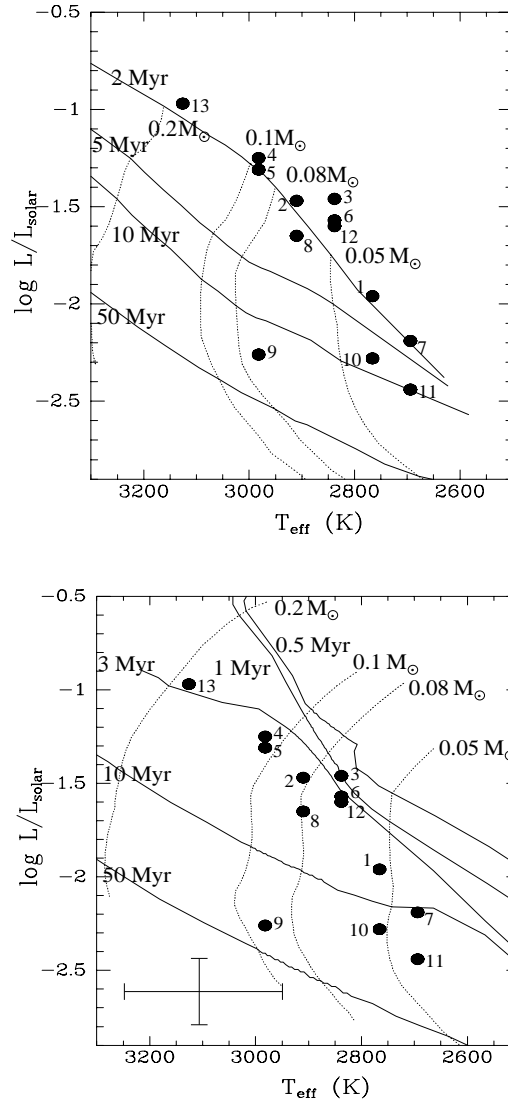 2 Myr
13
−1
0.2M⊙
0.1M⊙
5 Myr
4
5
0.08M⊙
log L/Lsolar
−1.5
2
3
6
10 Myr
8
12
0.05M⊙
−2
1
50 Myr
7
9
10
11
−2.5
3200 3000 2800 2600
Teff (K)
−0.5
0.2 M⊙
0.5 Myr
3 Myr
1 Myr
0.1 M⊙
−1
13
0.08 M⊙
4
5
0.05 M⊙
log L/Lsolar
−1.5
10 Myr
2
3
6
8
12
50 Myr
1
−2
7
9
10
11
−2.5
3200 3000 2800 2600
Teff (K)